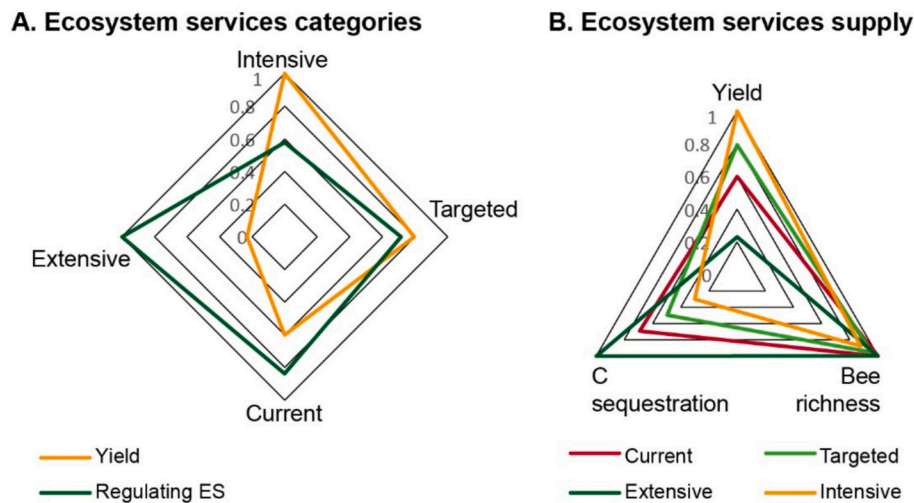 A. Ecosystem services categories
Intensive
1
0.8
0.6
0.4
0.2
0
Targeted
Extensive
Current
Yield
Regulating ES
B. Ecosystem services supply
Yield
1
0.8
0.6
0.4
0.2
0
C
sequestration
Bee
richness
Current
Targeted
Extensive
Intensive